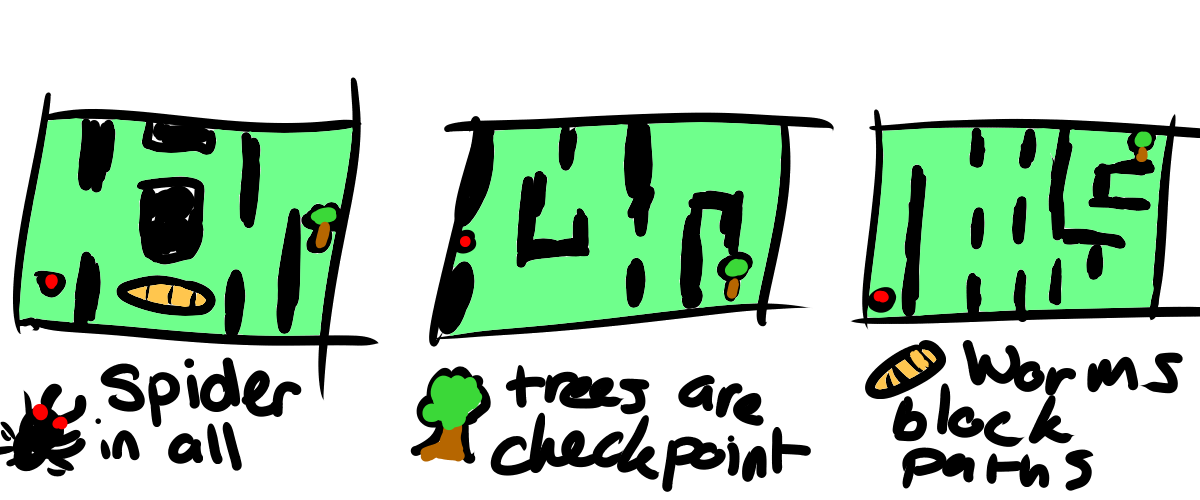 Spider
in all
trees are
checkpoint
Worms
block
paths